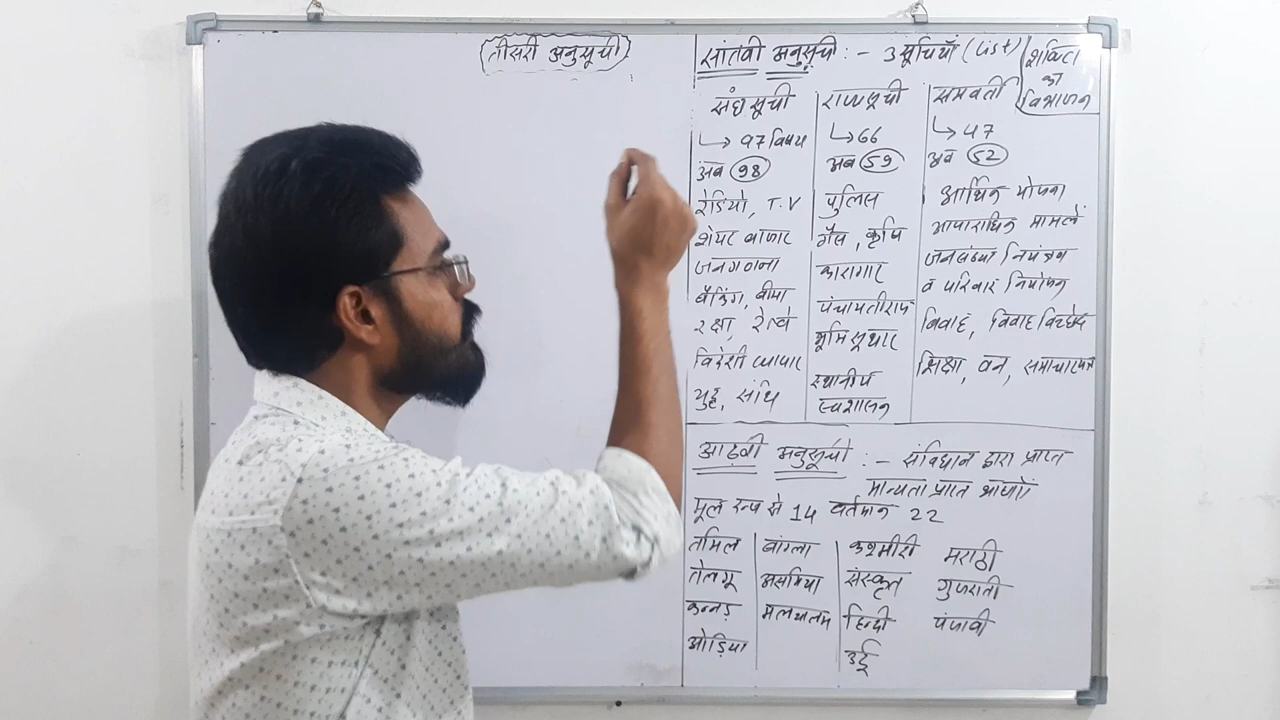 तीसरी अनुसूची
सांतवी अनुसूची :- 3 सूचियाँ (List)
शक्ति
का
विभाजन
संघ सूची
↳ 97 विषय
अब 98
रेडियो, T.V
शेयर बाजार
जनगणना
बैंकिंग, बीमा
रक्षा, रेल्वे
विदेशी व्यापार
युद्ध, संधि
राज्य सूची
↳ 66
अब 59
पुलिस
गैस, कृषि
कारागार
पंचायतीराज
भूमि सुधार
स्थानीय
स्वशासन
समवर्ती
↳ 47
अब 52
आर्थिक योजना
आपराधिक मामलें
जनसंख्या नियंत्रण
व परिवार नियोजन
विवाह, विवाह विच्छेद
शिक्षा, वन, समाचारपत्र
आठवी अनुसूची :- संविधान द्वारा प्राप्त
मान्यता प्राप्त भाषाएं
मूल रूप से 14 वर्तमान 22
तमिल
तेलगू
कन्नड़
ओड़िया
बांग्ला
असमिया
मलयालम
कश्मीरी
संस्कृत
हिन्दी
उर्दू
मराठी
गुजराती
पंजाबी